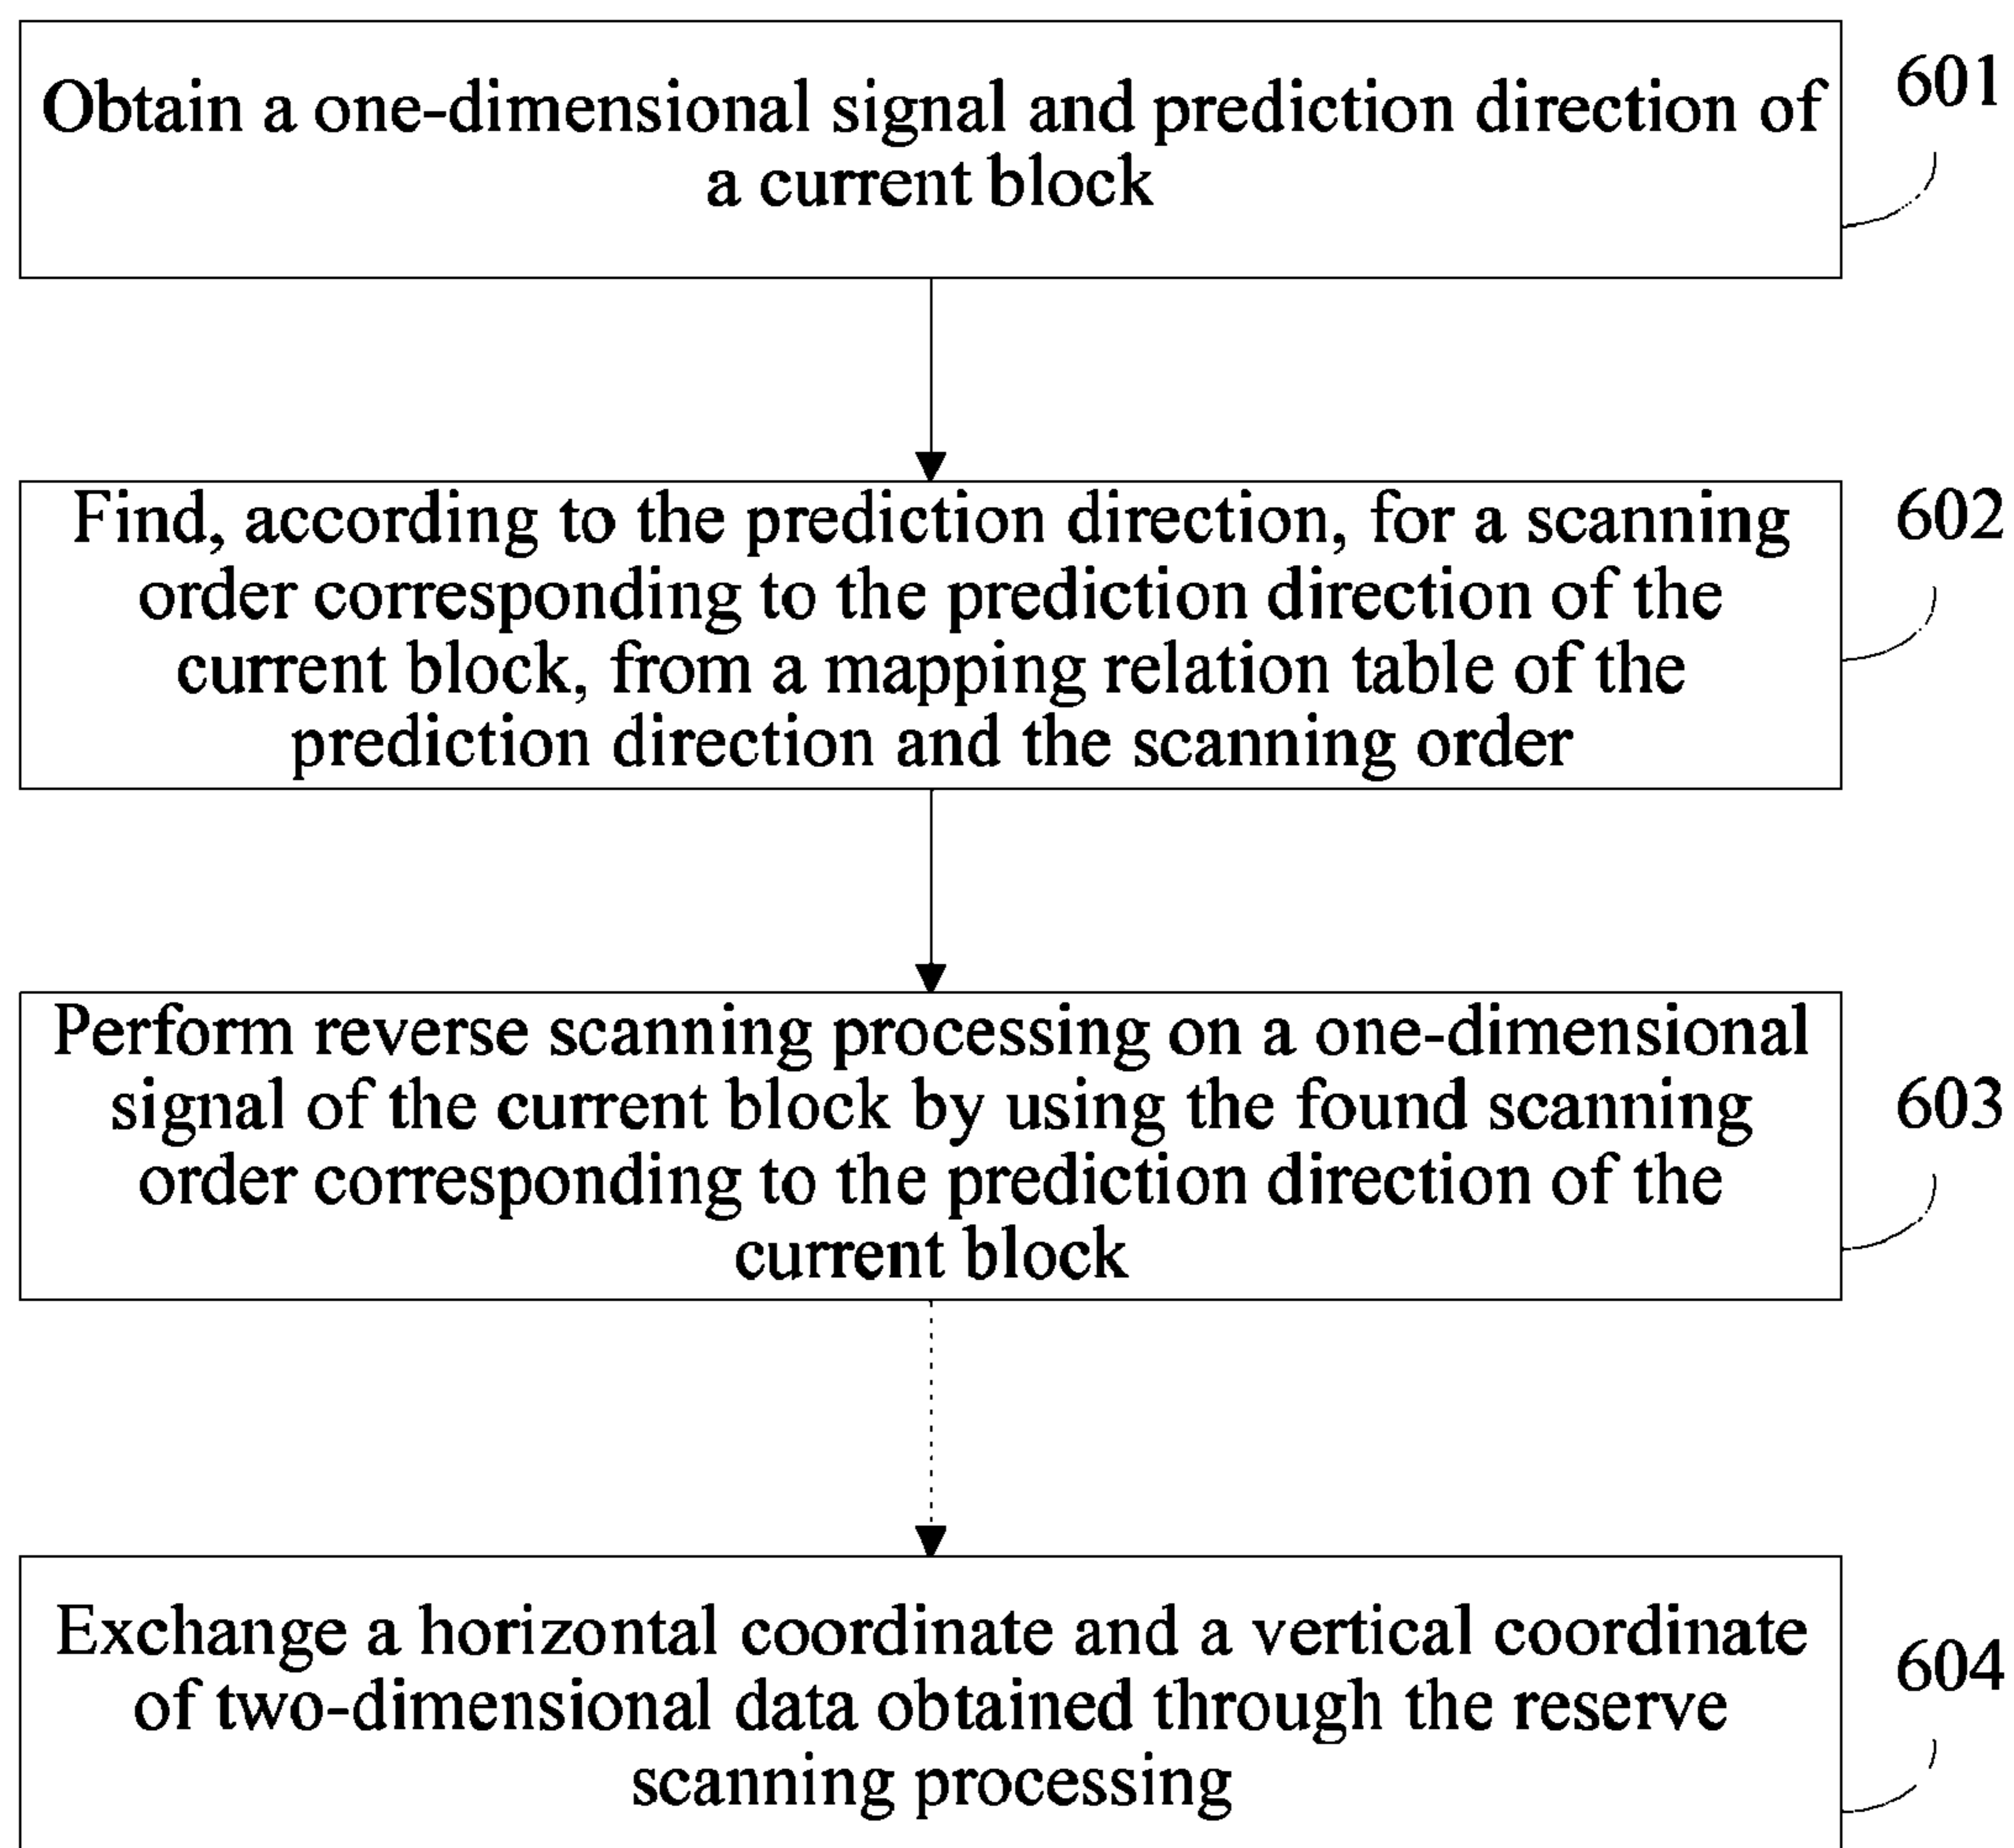 Obtain a one-dimensional signal and prediction direction of
a current block
601
Find, according to the prediction direction, for a scanning
order corresponding to the prediction direction of the
current block, from a mapping relation table of the
prediction direction and the scanning order
602
Perform reverse scanning processing on a one-dimensional
signal of the current block by using the found scanning
order corresponding to the prediction direction of the
current block
603
Exchange a horizontal coordinate and a vertical coordinate
of two-dimensional data obtained through the reserve
scanning processing
604